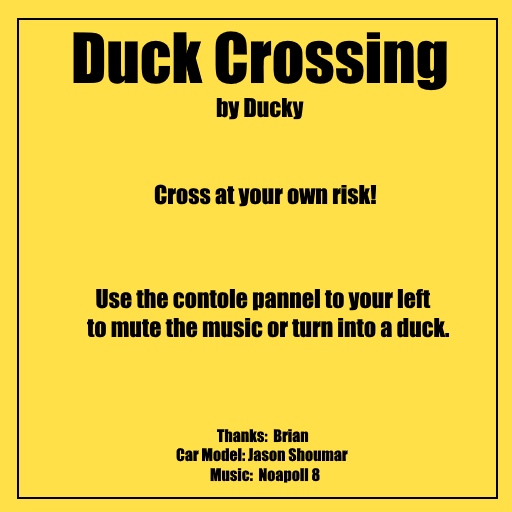 Duck Crossing
by Ducky
Cross at your own risk!
Use the contole pannel to your left
to mute the music or turn into a duck.
Thanks: Brian
Car Model: Jason Shoumar
Music: Noapoll 8